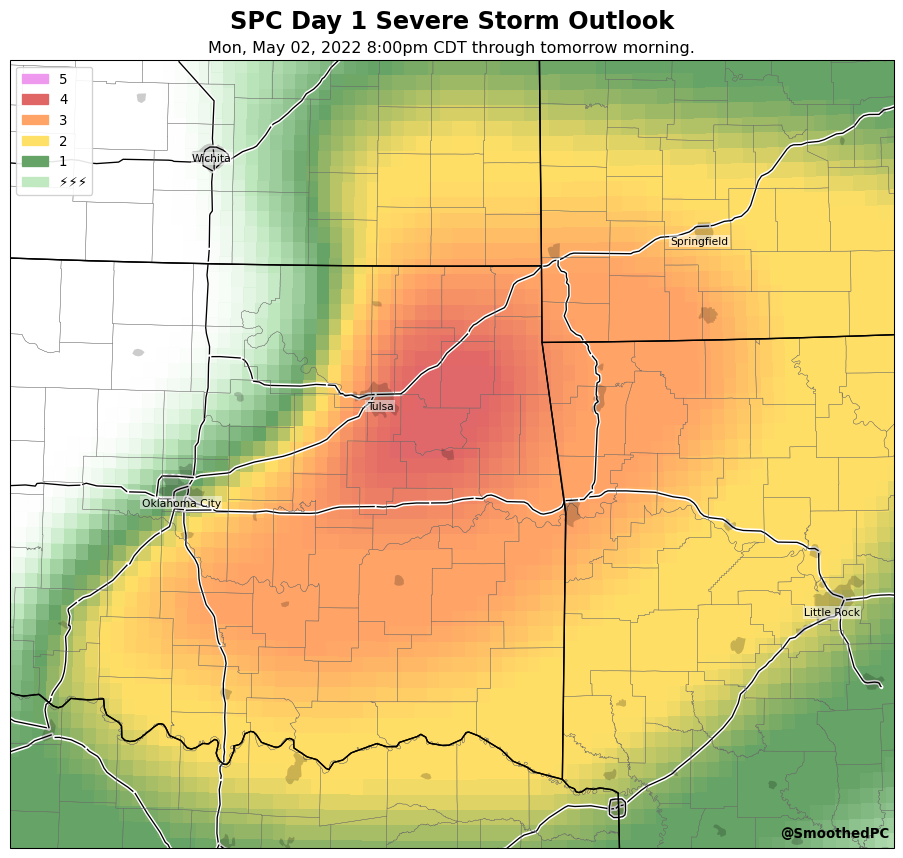 SPC Day 1 Severe Storm Outlook
Mon, May 02, 2022 8:00pm CDT through tomorrow morning.
5
4
3
2
1
⚡⚡⚡
Wichita
Springfield
Tulsa
Oklahoma City
Little Rock
@SmoothedPC